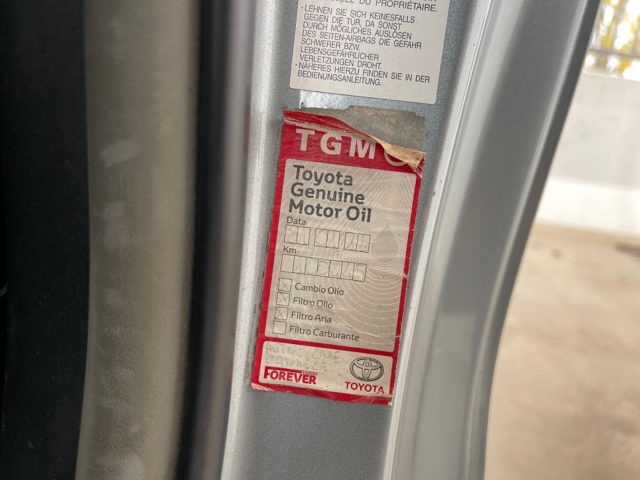 DU PROPRIÉTAIRE.
•LEHNEN SIE SICH KEINESFALLS
GEGEN DIE TÜR, DA SONST
DURCH MÖGLICHES AUSLÖSEN
DES SEITEN-AIRBAGS DIE GEFAHR
SCHWERER BZW.
LEBENSGEFÄHRLICHER
VERLETZUNGEN DROHT.
•NÄHERES HIERZU FINDEN SIE IN DER
BEDIENUNGSANLEITUNG.
TGMO
Toyota
Genuine
Motor Oil
Data
Km
Cambio Olio
Filtro Olio
Filtro Aria
Filtro Carburante
FOREVER
TOYOTA